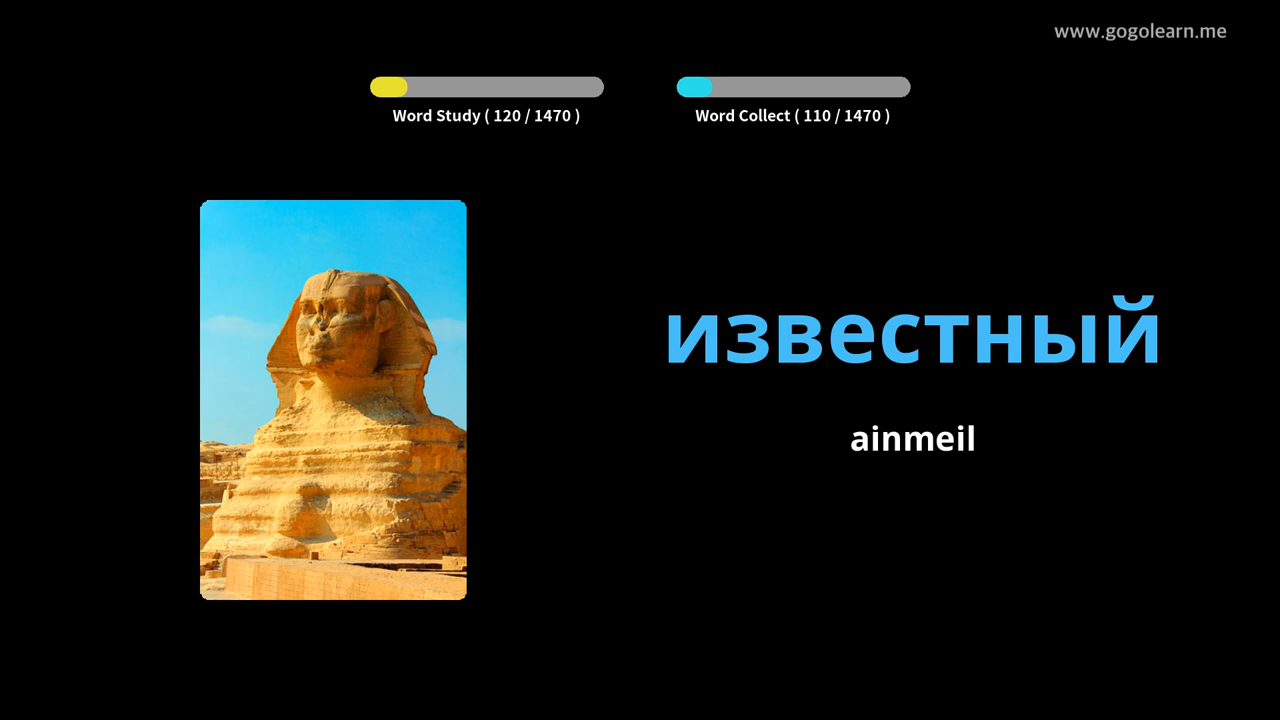 www.gogolearn.me
Word Study ( 120 / 1470 )
Word Collect ( 110 / 1470 )
известный
ainmeil